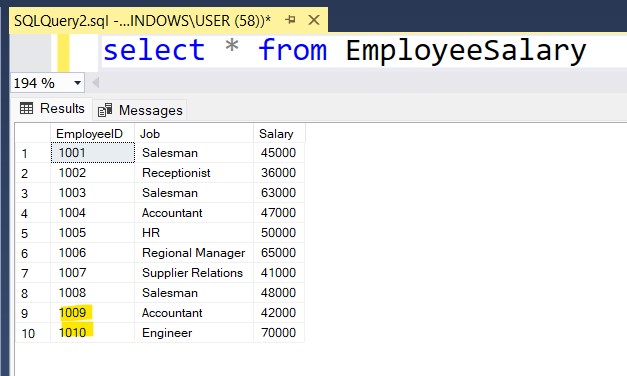 SQLQuery2.sql -...INDOWS\USER (58))*
select * from EmployeeSalary
194 %
Results Messages
EmployeeID Job Salary
1 1001 Salesman 45000
2 1002 Receptionist 36000
3 1003 Salesman 63000
4 1004 Accountant 47000
5 1005 HR 50000
6 1006 Regional Manager 65000
7 1007 Supplier Relations 41000
8 1008 Salesman 48000
9 1009 Accountant 42000
10 1010 Engineer 70000